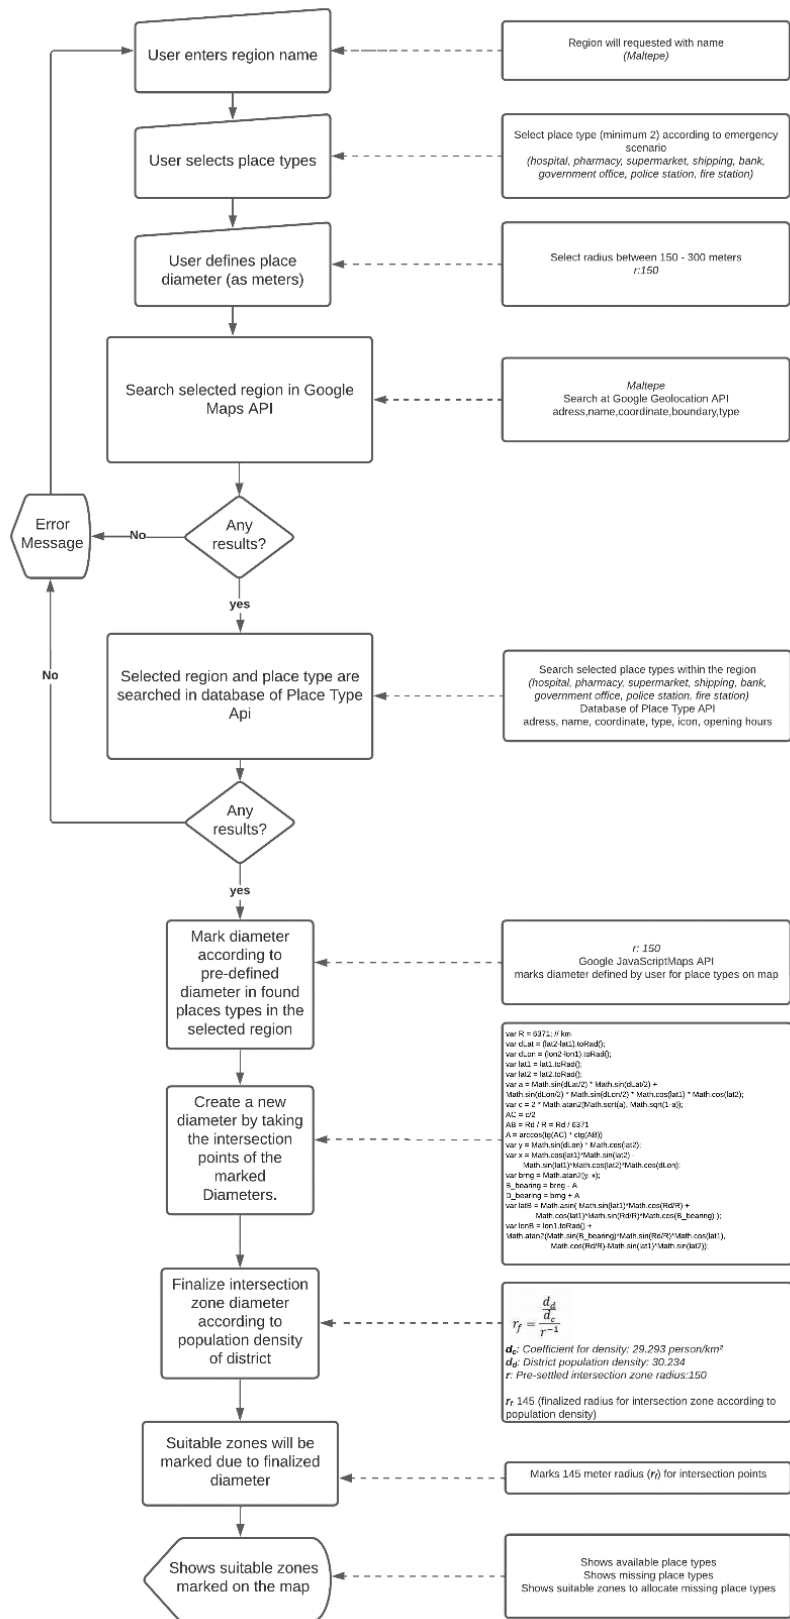 User enters region name
Region will requested with name
(Maltepe)
User selects place types
Select place type (minimum 2) according to emergency
scenario
(hospital, pharmacy, supermarket, shipping, bank,
government office, police station, fire station)
User defines place
diameter (as meters)
Select radius between 150 - 300 meters
r:150
Search selected region in Google
Maps API
Maltepe
Search at Google Geolocation API
adress,name,coordinate,boundary,type
Any
results?
No
Error
Message
yes
Selected region and place type are
searched in database of Place Type
Api
Search selected place types within the region
(hospital, pharmacy, supermarket, shipping, bank,
government office, police station, fire station)
Database of Place Type API
adress, name, coordinate, type, icon, opening hours
No
Any
results?
yes
Mark diameter
according to
pre-defined
diameter in found
places types in the
selected region
r: 150
Google JavaScriptMaps API
marks diameter defined by user for place types on map
Create a new
diameter by taking
the intersection
points of the
marked
Diameters.
var R = 6371; // km
var dLat = (lat2-lat1).toRad();
var dLon = (lon2-lon1).toRad();
var lat1 = lat1.toRad();
var lat2 = lat2.toRad();
var a = Math.sin(dLat/2) * Math.sin(dLat/2) +
Math.sin(dLon/2) * Math.sin(dLon/2) * Math.cos(lat1) * Math.cos(lat2);
var c = 2 * Math.atan2(Math.sqrt(a), Math.sqrt(1-a));
AC = c/2
AB = Rd / R = Rd / 6371
A = arccos(tg(AC) * ctg(AB))
var y = Math.sin(dLon) * Math.cos(lat2);
var x = Math.cos(lat1)*Math.sin(lat2) -
Math.sin(lat1)*Math.cos(lat2)*Math.cos(dLon);
var brng = Math.atan2(y, x);
B_bearing = brng - A
D_bearing = brng + A
var latB = Math.asin( Math.sin(lat1)*Math.cos(Rd/R) +
Math.cos(lat1)*Math.sin(Rd/R)*Math.cos(B_bearing) );
var lonB = lon1.toRad() +
Math.atan2(Math.sin(B_bearing)*Math.sin(Rd/R)*Math.cos(lat1),
Math.cos(Rd/R)-Math.sin(lat1)*Math.sin(lat2));
Finalize intersection
zone diameter
according to
population density
of district
r_f = (d_d / d_c) / r⁻¹
d_c: Coefficient for density: 29.293 person/km²
d_d: District population density: 30.234
r: Pre-settled intersection zone radius:150
r_f: 145 (finalized radius for intersection zone according to
population density)
Suitable zones will be
marked due to finalized
diameter
Marks 145 meter radius (r_f) for intersection points
Shows suitable zones
marked on the map
Shows available place types
Shows missing place types
Shows suitable zones to allocate missing place types